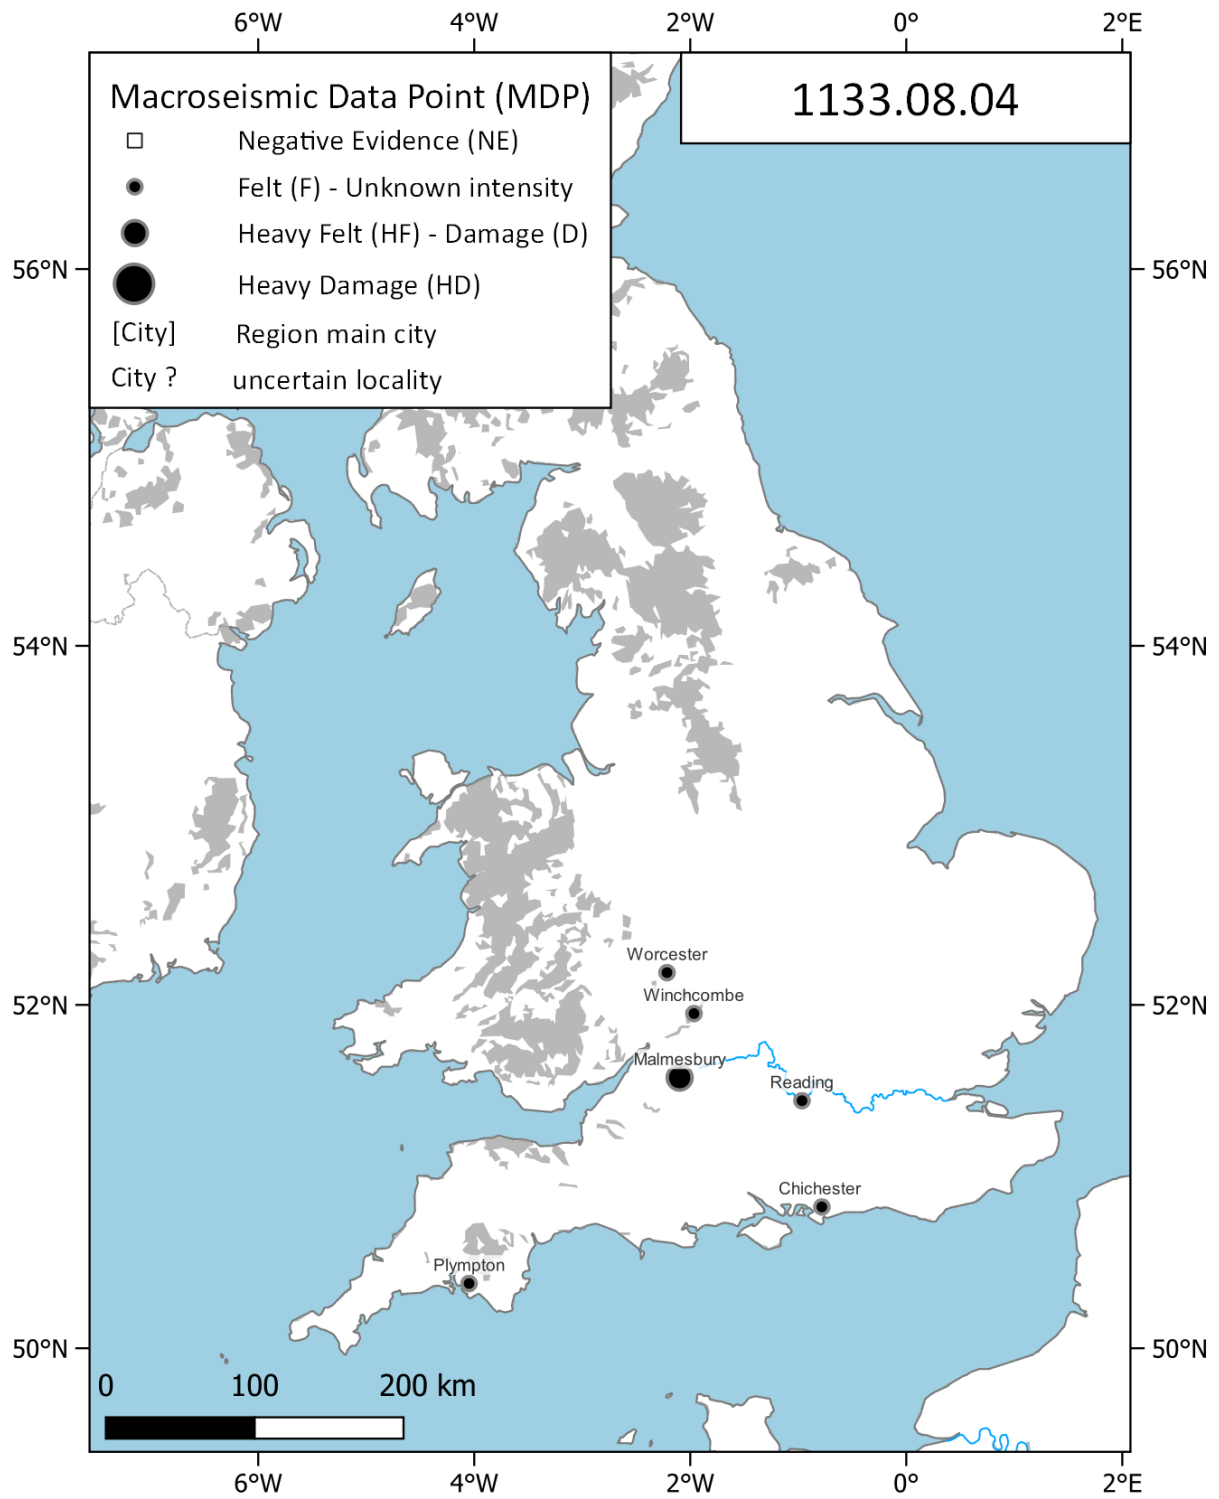 6°W 4°W 2°W 0° 2°E
Macroseismic Data Point (MDP)
1133.08.04
Negative Evidence (NE)
Felt (F) - Unknown intensity
Heavy Felt (HF) - Damage (D)
Heavy Damage (HD)
[City] Region main city
City ? uncertain locality
56°N 56°N
54°N 54°N
52°N 52°N
50°N 50°N
Worcester
Winchcombe
Malmesbury
Reading
Chichester
Plympton
0 100 200 km
6°W 4°W 2°W 0° 2°E